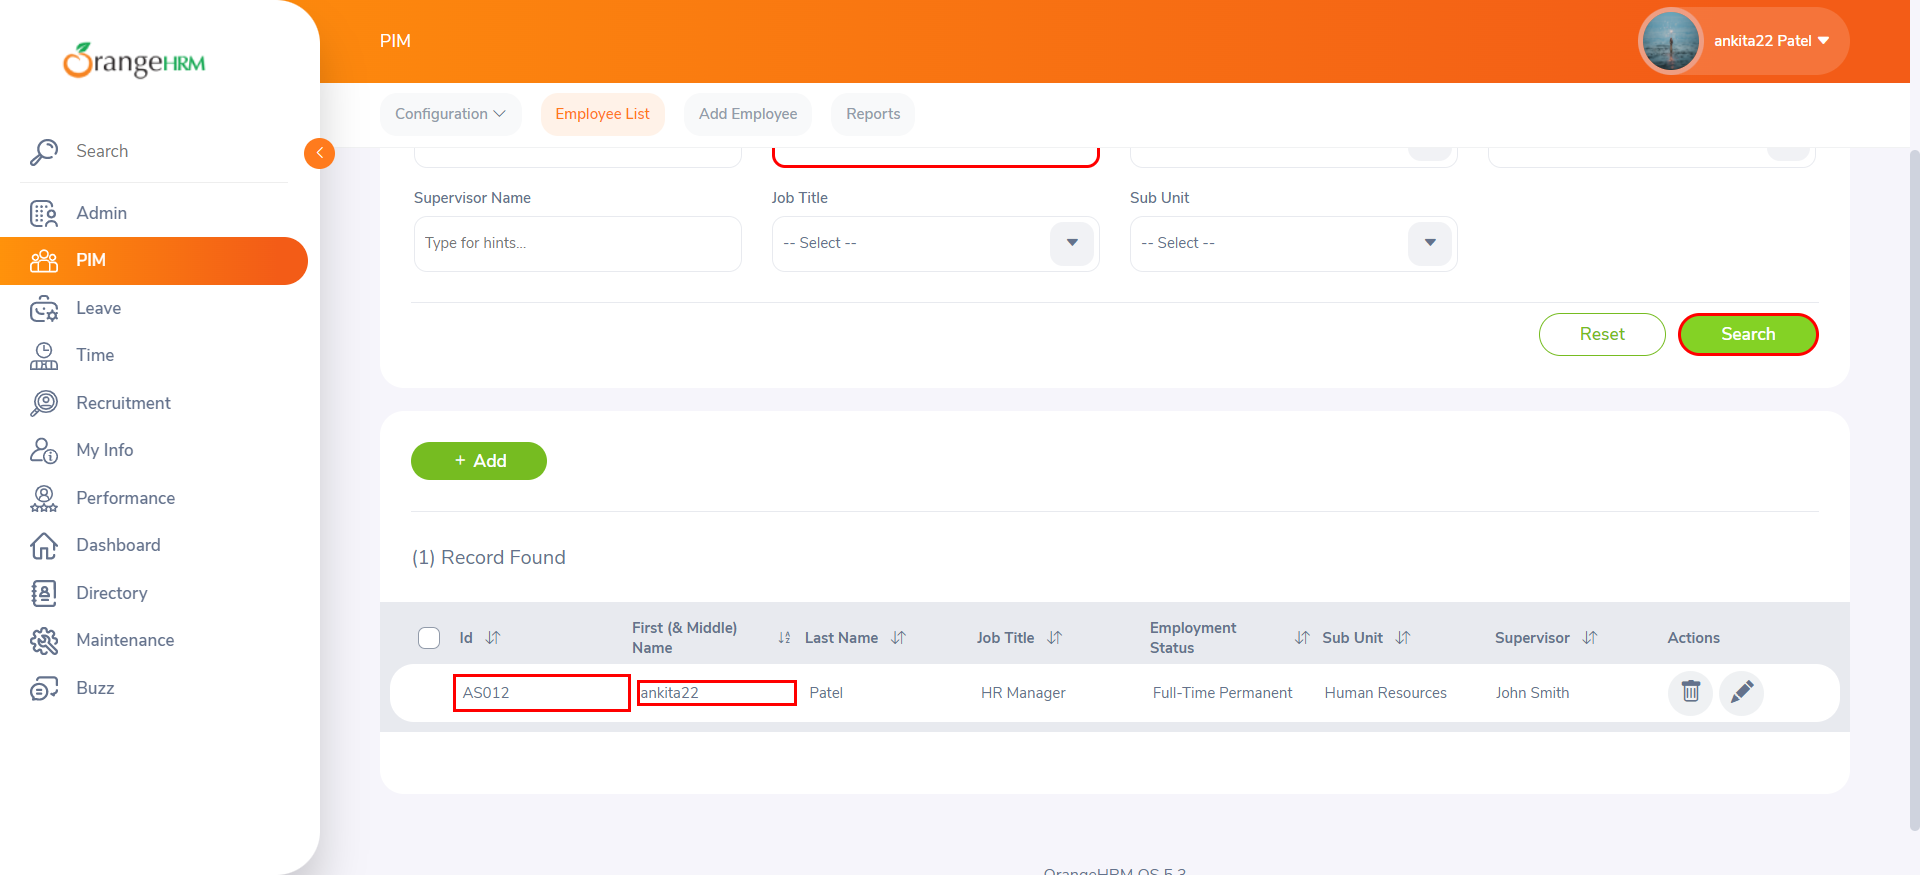 OrangeHRM
PIM
ankita22 Patel
Configuration
Employee List
Add Employee
Reports
Search
Admin
PIM
Leave
Time
Recruitment
My Info
Performance
Dashboard
Directory
Maintenance
Buzz
Supervisor Name
Job Title
Sub Unit
Type for hints...
-- Select --
-- Select --
Reset
Search
+ Add
(1) Record Found
Id
First (& Middle)
Name
Last Name
Job Title
Employment
Status
Sub Unit
Supervisor
Actions
AS012
ankita22
Patel
HR Manager
Full-Time Permanent
Human Resources
John Smith
OrangeHRM OS 5.3